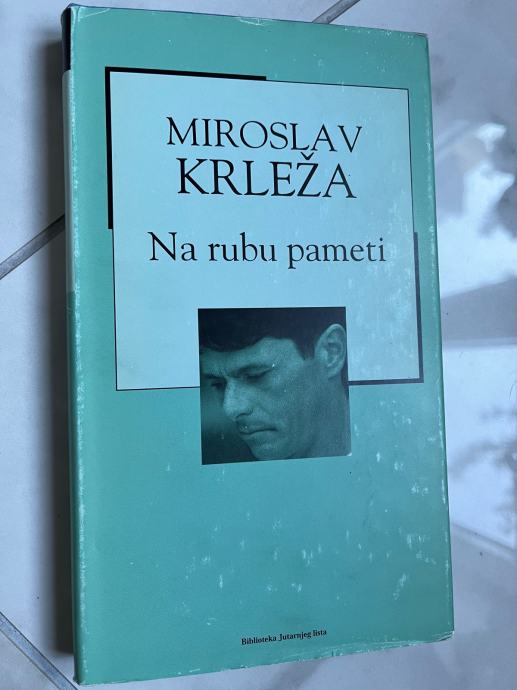 MIROSLAV
KRLEŽA
Na rubu pameti
Biblioteka Jutarnjeg lista